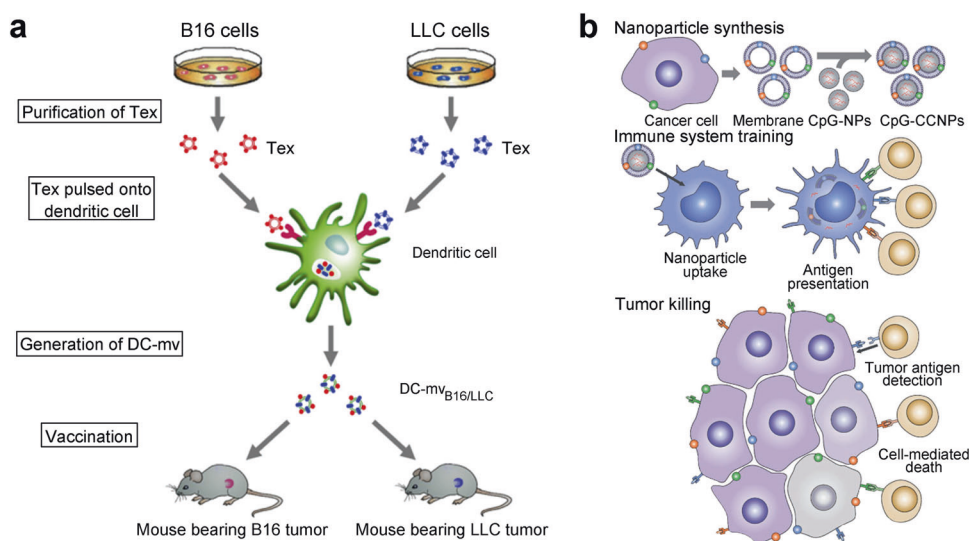 a
B16 cells
LLC cells
Purification of Tex
Tex
Tex
Tex pulsed onto
dendritic cell
Dendritic cell
Generation of DC-mv
DC-mvB16/LLC
Vaccination
Mouse bearing B16 tumor
Mouse bearing LLC tumor
b
Nanoparticle synthesis
Cancer cell
Membrane
CpG-NPs
CpG-CCNPs
Immune system training
Nanoparticle
uptake
Antigen
presentation
Tumor killing
Tumor antigen
detection
Cell-mediated
death